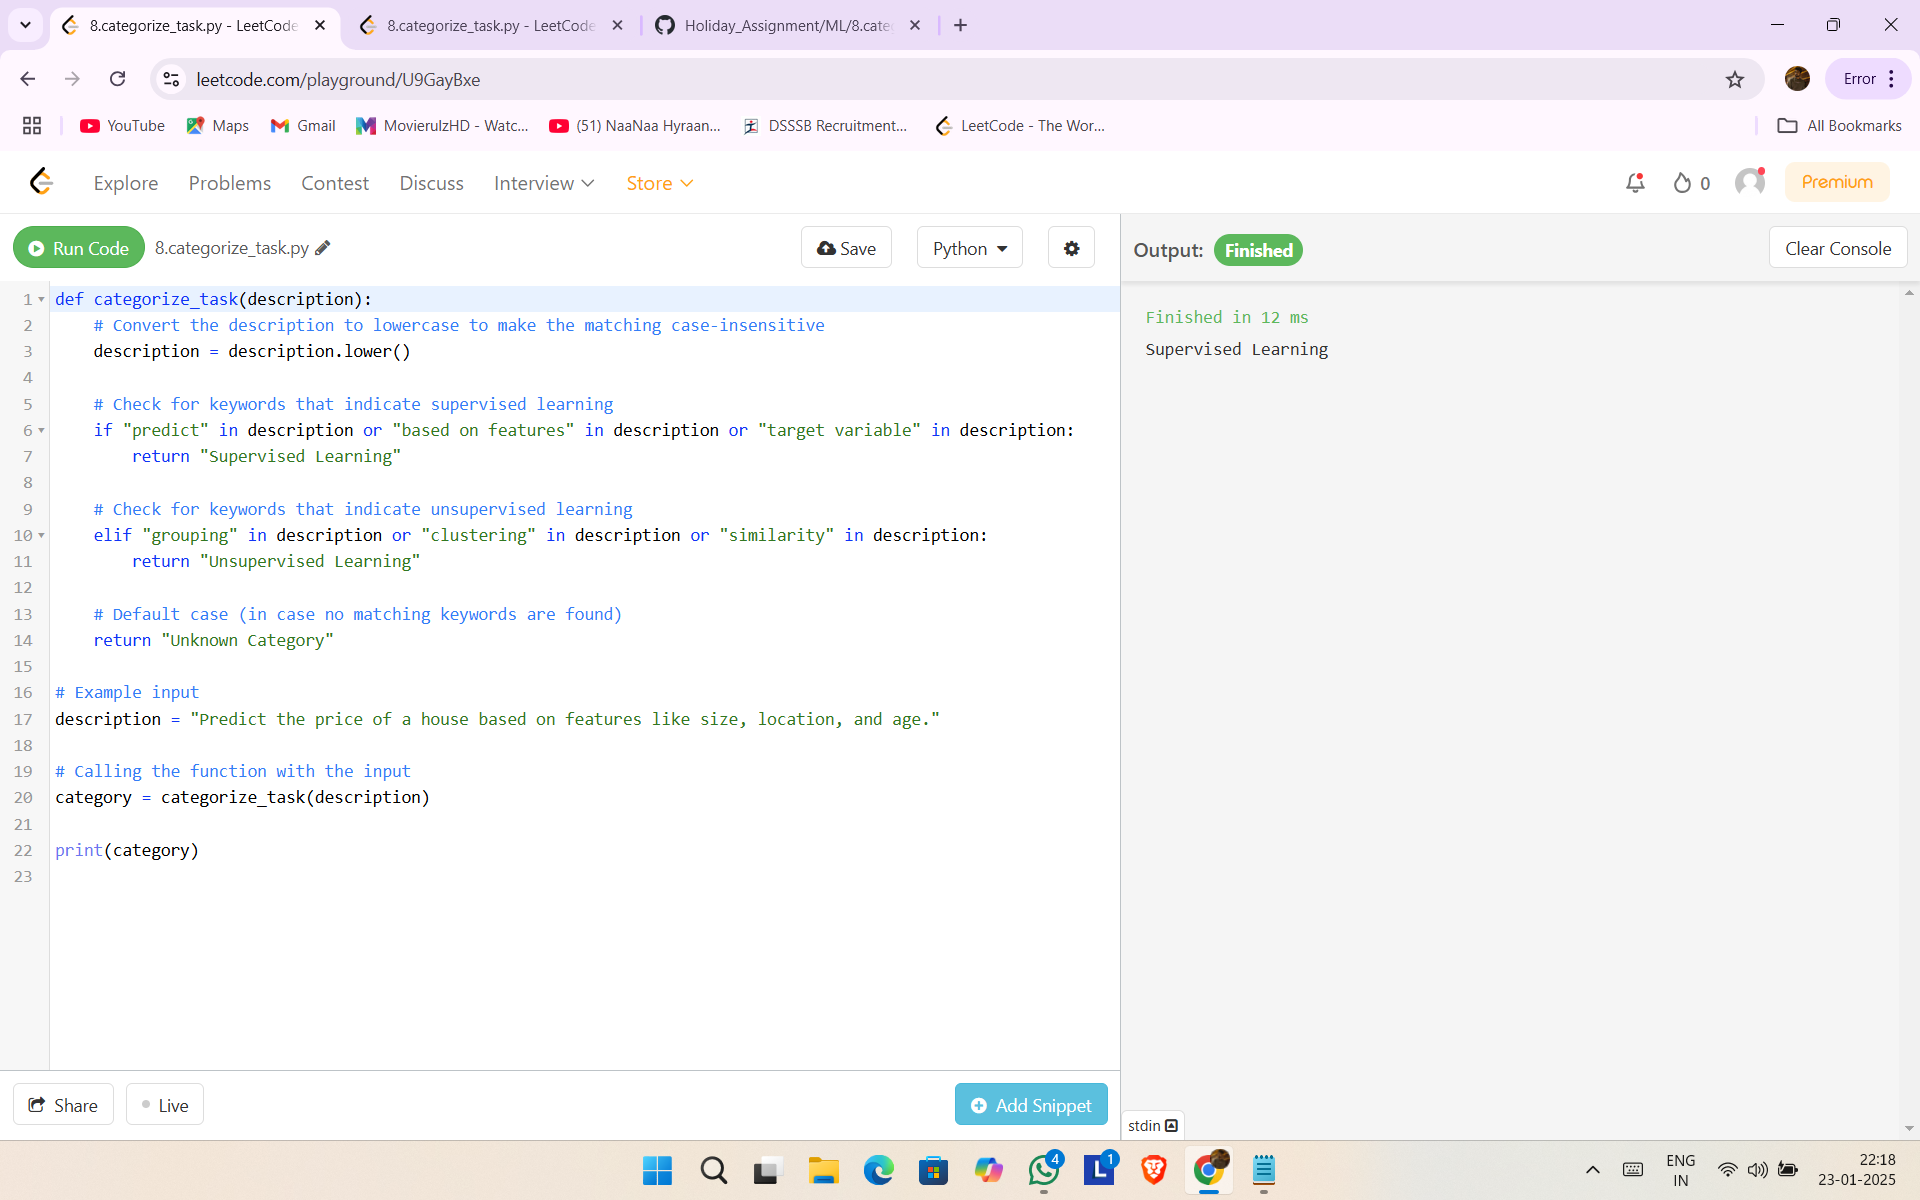 8.categorize_task.py - LeetCode
8.categorize_task.py - LeetCode
Holiday_Assignment/ML/8.cate
leetcode.com/playground/U9GayBxe
Error
YouTube
Maps
Gmail
MovierulzHD - Watc...
(51) NaaNaa Hyraan...
DSSSB Recruitment...
LeetCode - The Wor...
All Bookmarks
Explore
Problems
Contest
Discuss
Interview
Store
0
Premium
Run Code
8.categorize_task.py
Save
Python
Output:
Finished
Clear Console
1 def categorize_task(description):
2     # Convert the description to lowercase to make the matching case-insensitive
3     description = description.lower()
4
5     # Check for keywords that indicate supervised learning
6     if "predict" in description or "based on features" in description or "target variable" in description:
7         return "Supervised Learning"
8
9     # Check for keywords that indicate unsupervised learning
10     elif "grouping" in description or "clustering" in description or "similarity" in description:
11         return "Unsupervised Learning"
12
13     # Default case (in case no matching keywords are found)
14     return "Unknown Category"
15
16 # Example input
17 description = "Predict the price of a house based on features like size, location, and age."
18
19 # Calling the function with the input
20 category = categorize_task(description)
21
22 print(category)
23
Finished in 12 ms
Supervised Learning
Share
Live
Add Snippet
stdin
4
L
1
ENG
IN
22:18
23-01-2025